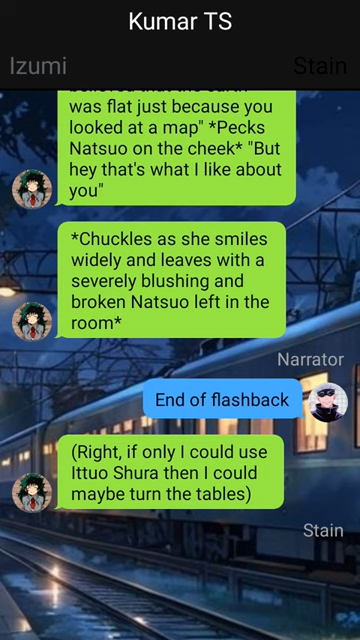 Kumar TS
Izumi
Stain
believed that the earth
was flat just because you
looked at a map" *Pecks
Natsuo on the cheek* "But
hey that's what I like about
you"
*Chuckles as she smiles
widely and leaves with a
severely blushing and
broken Natsuo left in the
room*
Narrator
End of flashback
(Right, if only I could use
Ittuo Shura then I could
maybe turn the tables)
Stain